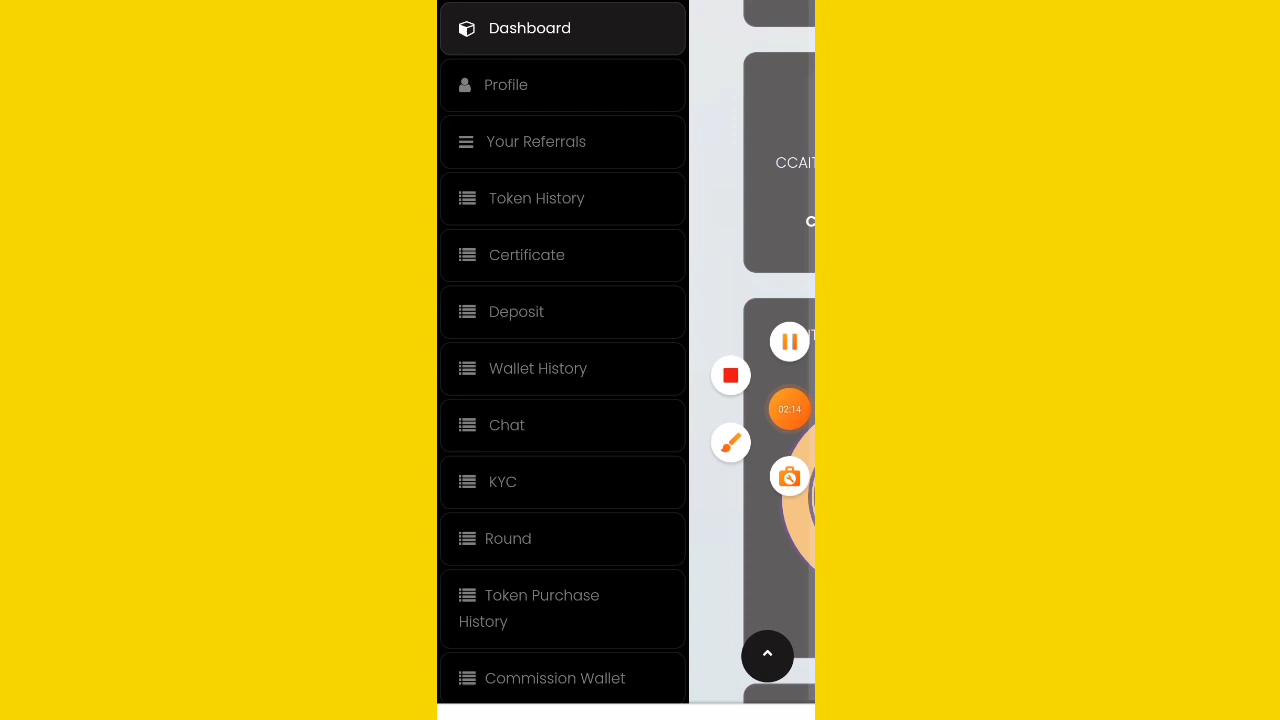 Dashboard
Profile
Your Referrals
Token History
Certificate
Deposit
Wallet History
Chat
KYC
Round
Token Purchase
History
Commission Wallet
CCAIT
02:14